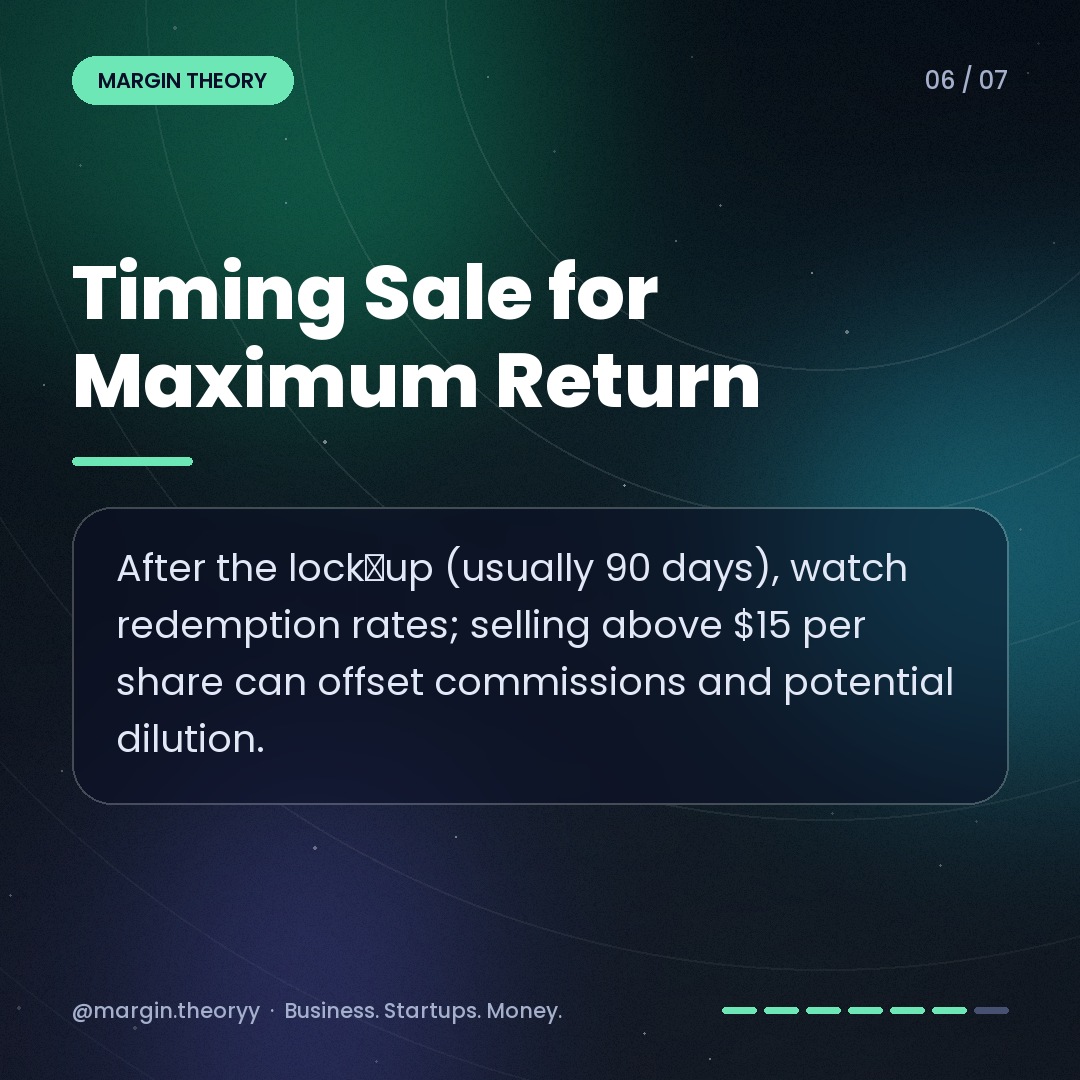 MARGIN THEORY
06 / 07
Timing Sale for
Maximum Return
After the lock☒up (usually 90 days), watch
redemption rates; selling above $15 per
share can offset commissions and potential
dilution.
@margin.theoryy · Business. Startups. Money.